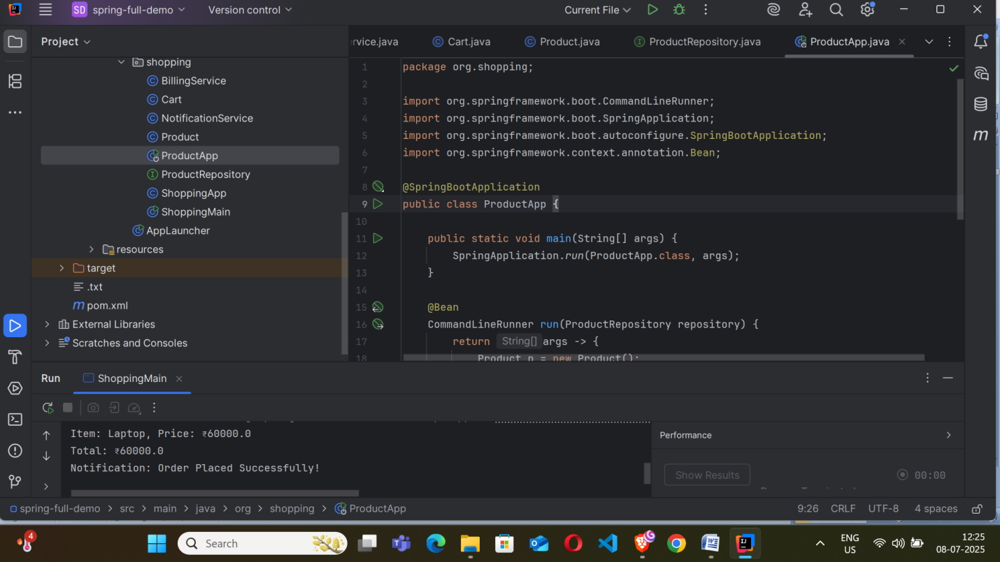 SD spring-full-demo Version control Current File
Project
rvice.java Cart.java Product.java ProductRepository.java ProductApp.java
shopping
BillingService
Cart
NotificationService
Product
ProductApp
ProductRepository
ShoppingApp
ShoppingMain
AppLauncher
resources
target
.txt
pom.xml
External Libraries
Scratches and Consoles
1 package org.shopping;
2
3 import org.springframework.boot.CommandLineRunner;
4 import org.springframework.boot.SpringApplication;
5 import org.springframework.boot.autoconfigure.SpringBootApplication;
6 import org.springframework.context.annotation.Bean;
7
8 @SpringBootApplication
9 public class ProductApp {
10
11 public static void main(String[] args) {
12 SpringApplication.run(ProductApp.class, args);
13 }
14
15 @Bean
16 CommandLineRunner run(ProductRepository repository) {
17 return String[] args -> {
18 Product p = new Product();
Run ShoppingMain
Item: Laptop, Price: ₹60000.0
Total: ₹60000.0
Notification: Order Placed Successfully!
Performance
Show Results 00:00
spring-full-demo > src > main > java > org > shopping > ProductApp
9:26 CRLF UTF-8 4 spaces
4
Search
ENG
US
12:25
08-07-2025